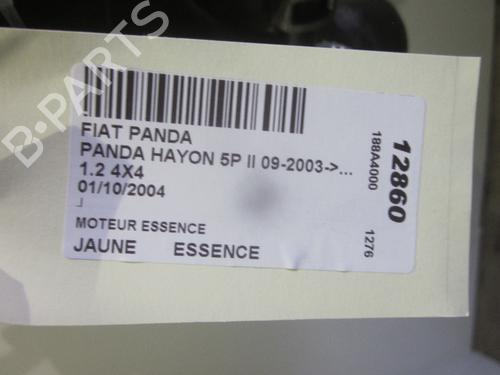 B-PARTS
FIAT PANDA
PANDA HAYON 5P II 09-2003->...
1.2 4X4
01/10/2004
MOTEUR ESSENCE
JAUNE ESSENCE
12860
188A4000
1276